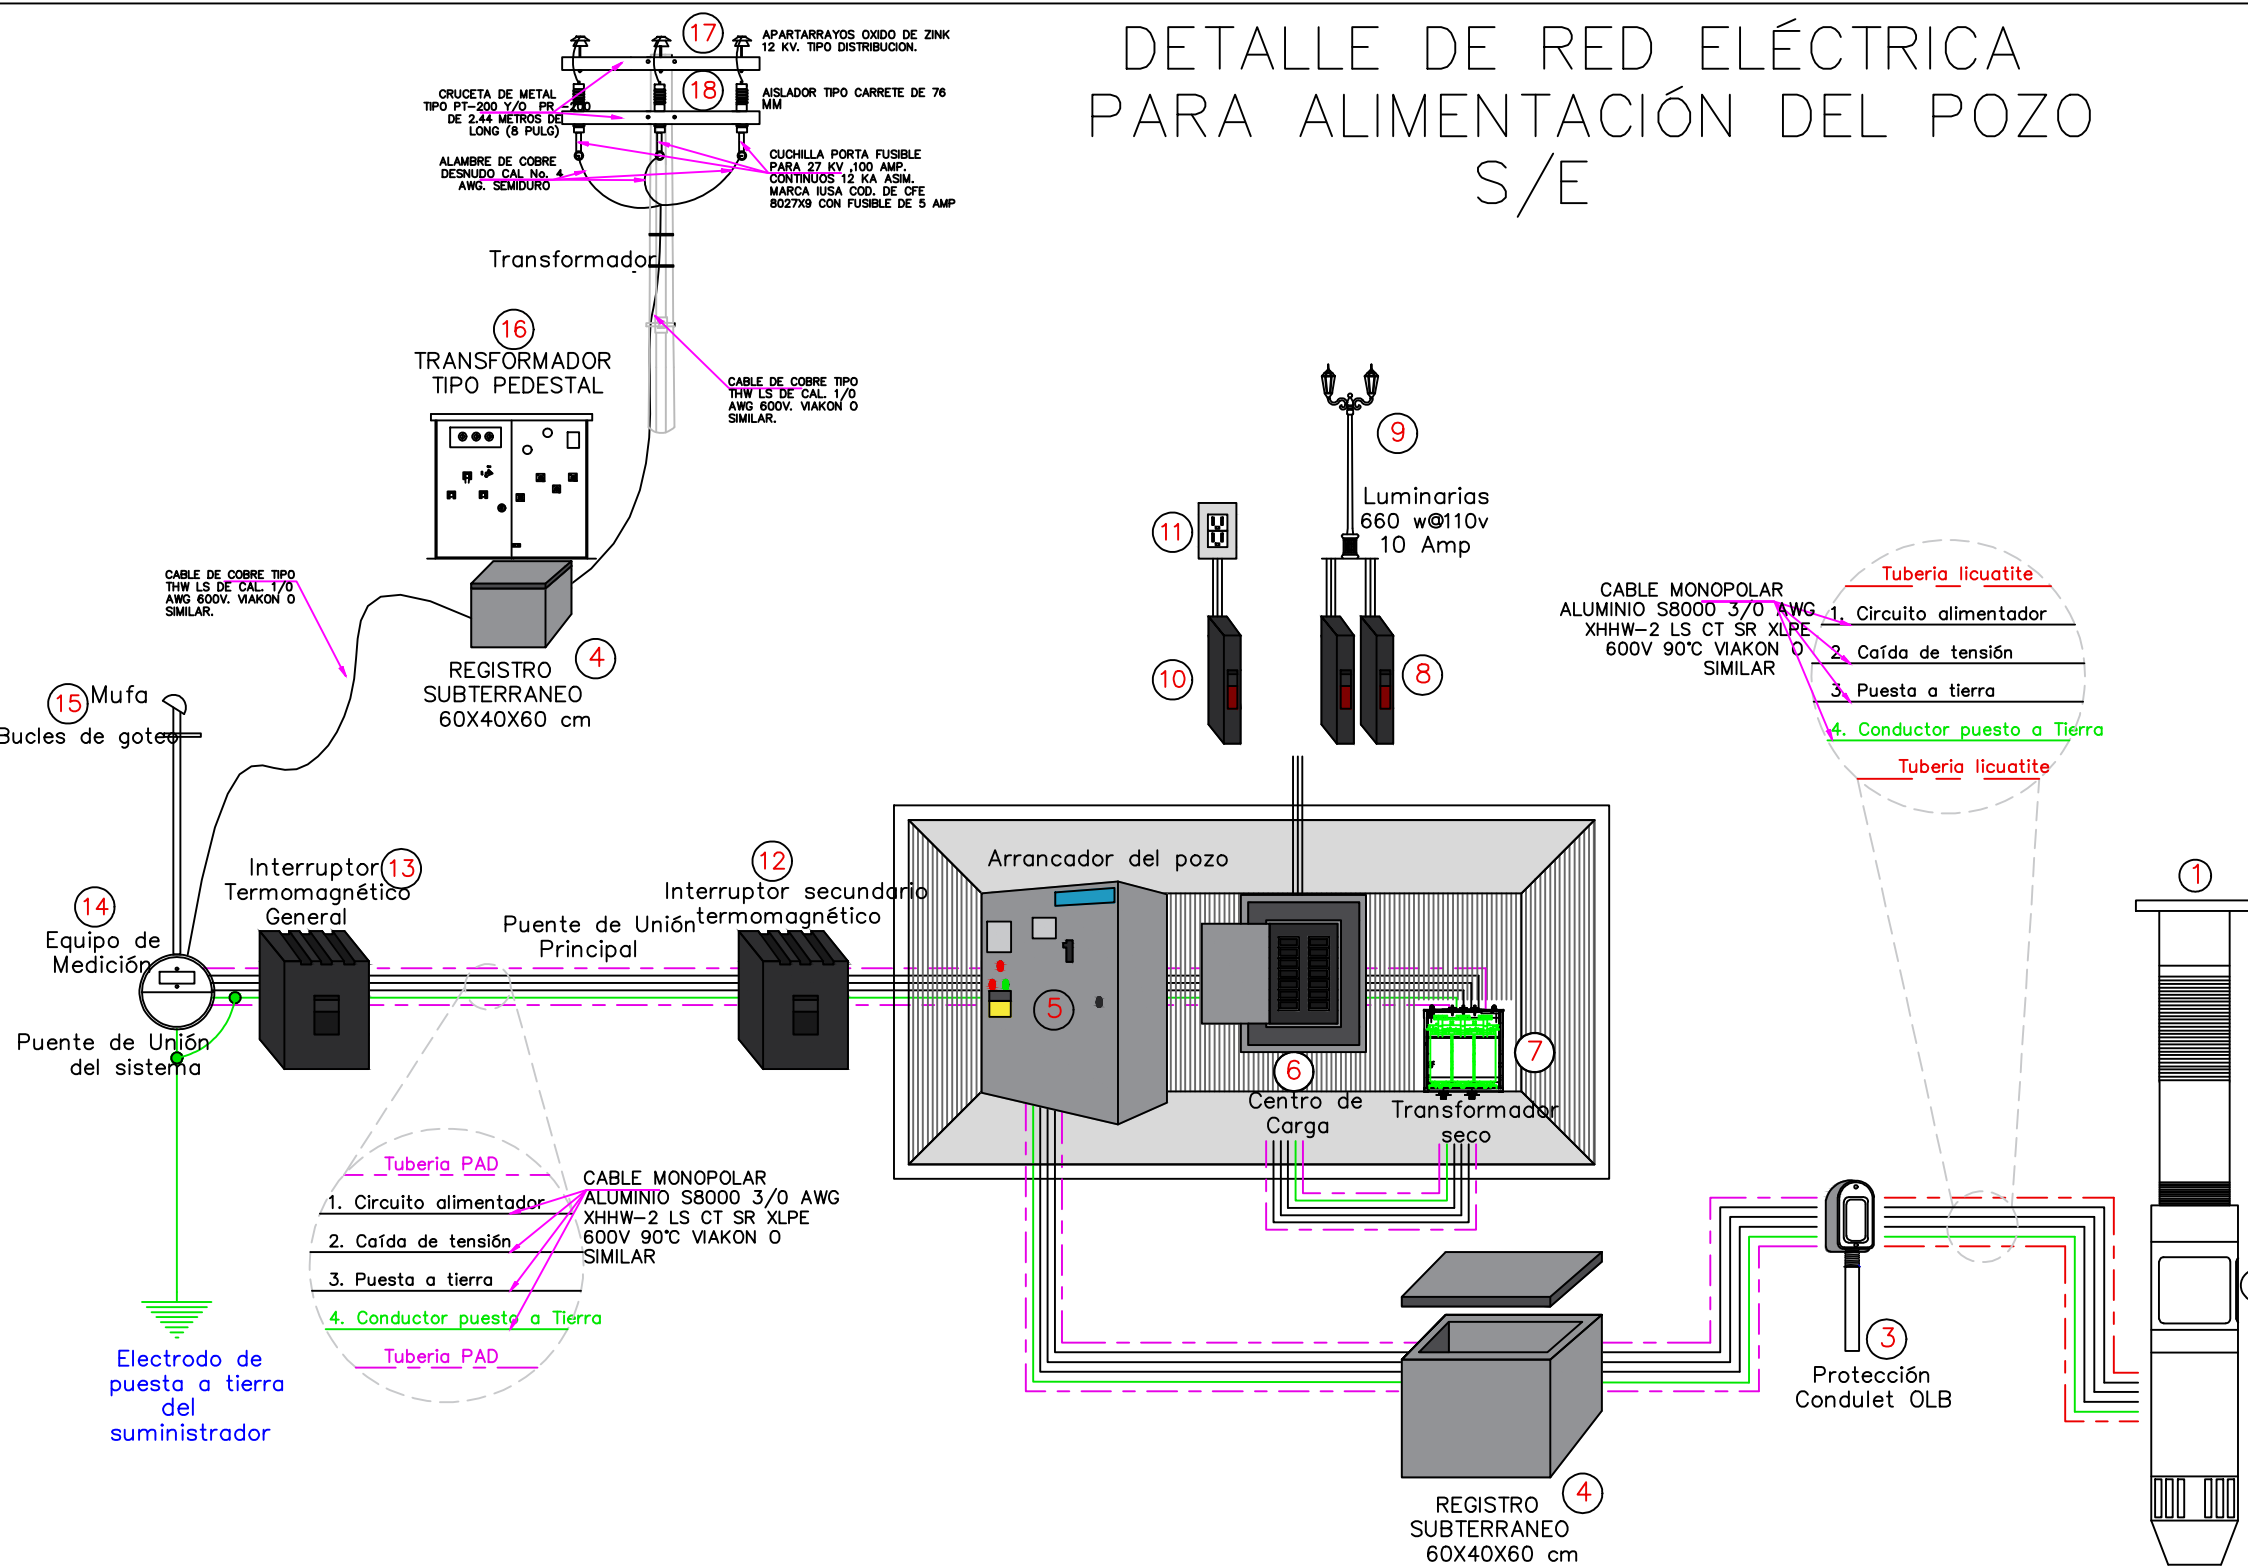 DETALLE DE RED ELÉCTRICA
PARA ALIMENTACIÓN DEL POZO
S/E
17
APARTARRAYOS OXIDO DE ZINK
12 KV. TIPO DISTRIBUCION.
18
AISLADOR TIPO CARRETE DE 76
MM
CRUCETA DE METAL
TIPO PT-200 Y/O PR -200
DE 2.44 METROS DE
LONG (8 PULG)
ALAMBRE DE COBRE
DESNUDO CAL No. 4
AWG. SEMIDURO
CUCHILLA PORTA FUSIBLE
PARA 27 KV ,100 AMP.
CONTINUOS 12 KA ASIM.
MARCA IUSA COD. DE CFE
8027X9 CON FUSIBLE DE 5 AMP
Transformador
16
TRANSFORMADOR
TIPO PEDESTAL
CABLE DE COBRE TIPO
THW LS DE CAL. 1/0
AWG 600V. VIAKON O
SIMILAR.
CABLE DE COBRE TIPO
THW LS DE CAL. 1/0
AWG 600V. VIAKON O
SIMILAR.
4
REGISTRO
SUBTERRANEO
60X40X60 cm
15
Mufa
Bucles de goteo
9
Luminarias
660 w@110v
10 Amp
11
10
8
CABLE MONOPOLAR
ALUMINIO S8000 3/0 AWG
XHHW-2 LS CT SR XLPE
600V 90°C VIAKON O
SIMILAR
Tuberia licuatite
1. Circuito alimentador
2. Caída de tensión
3. Puesta a tierra
4. Conductor puesto a Tierra
Tuberia licuatite
14
Equipo de
Medición
Interruptor
Termomagnético
General
13
Puente de Unión
Principal
12
Interruptor secundario
termomagnético
Arrancador del pozo
5
6
Centro de
Carga
7
Transformador
seco
1
Puente de Unión
del sistema
Electrodo de
puesta a tierra
del
suministrador
Tuberia PAD
1. Circuito alimentador
2. Caída de tensión
3. Puesta a tierra
4. Conductor puesto a Tierra
Tuberia PAD
CABLE MONOPOLAR
ALUMINIO S8000 3/0 AWG
XHHW-2 LS CT SR XLPE
600V 90°C VIAKON O
SIMILAR
3
Protección
Condulet OLB
4
REGISTRO
SUBTERRANEO
60X40X60 cm